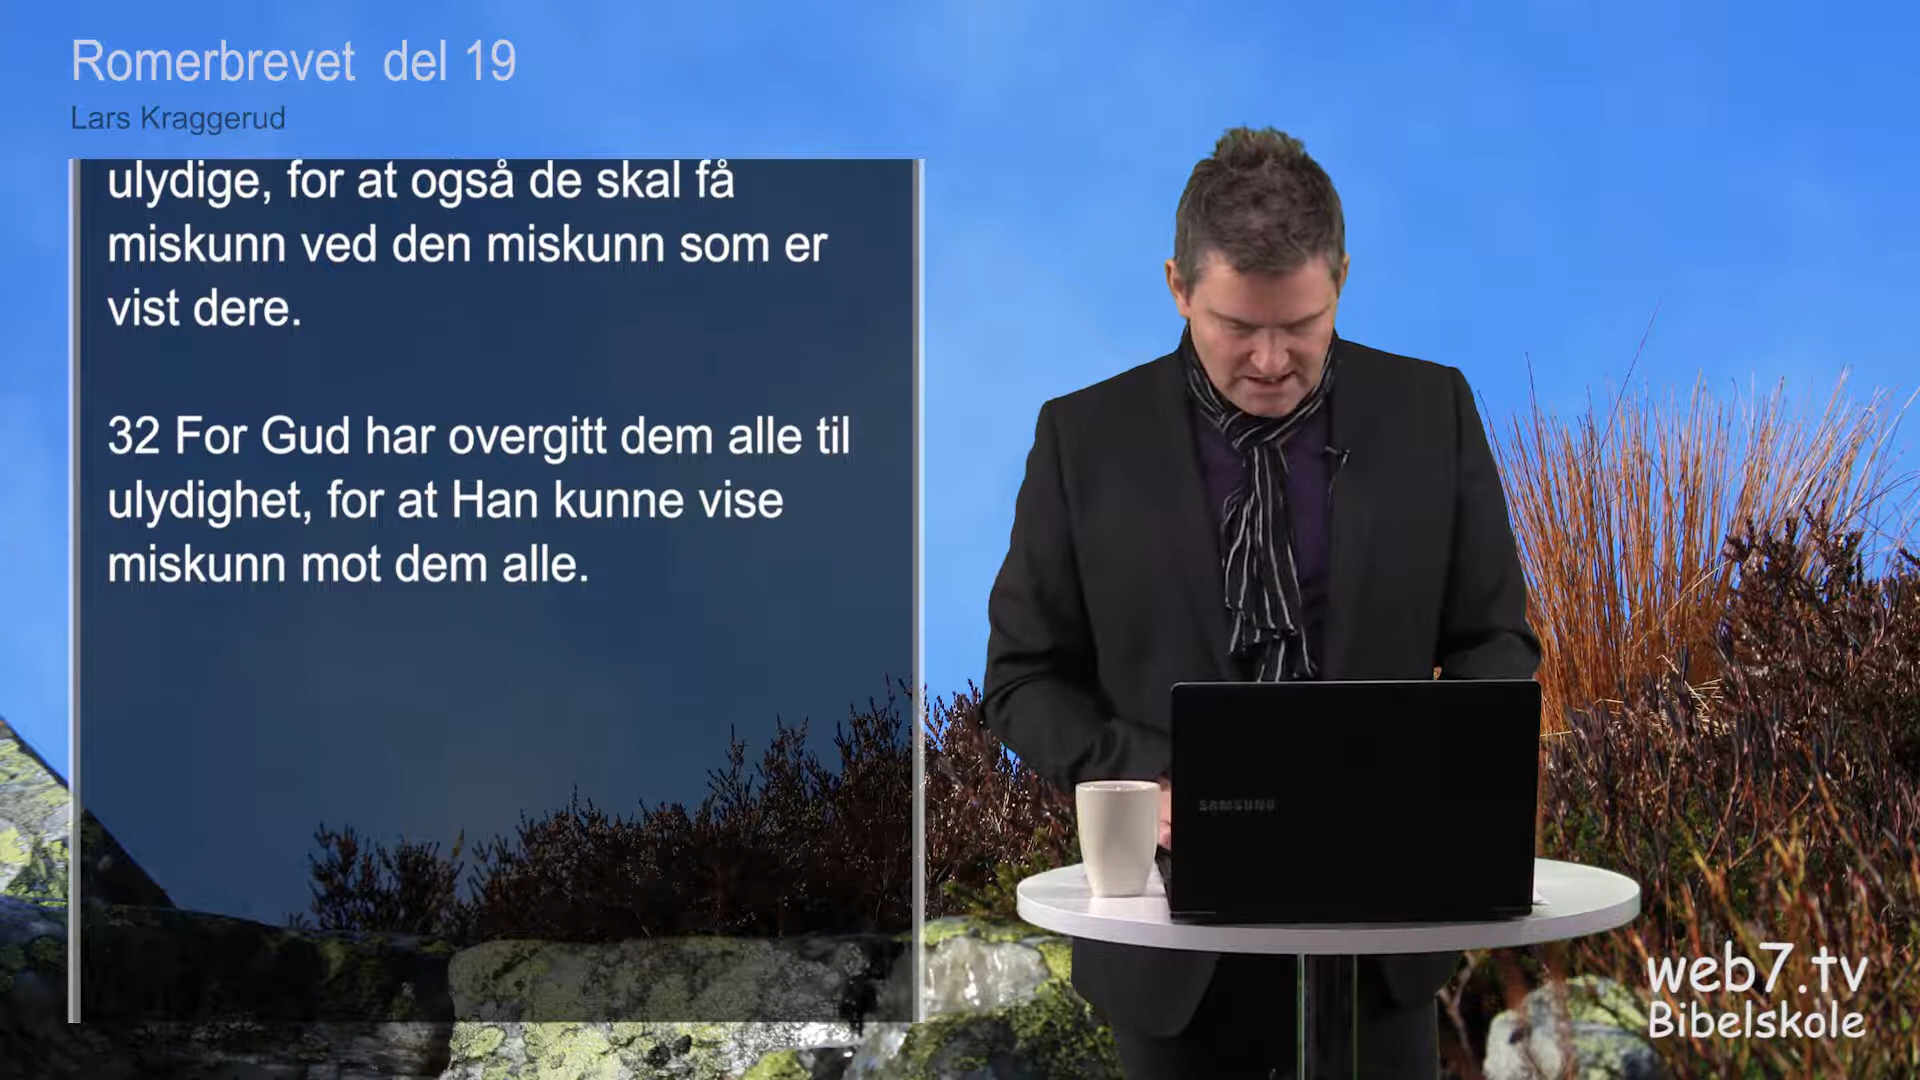 Romerbrevet del 19
Lars Kraggerud
ulydige, for at også de skal få
miskunn ved den miskunn som er
vist dere.
32 For Gud har overgitt dem alle til
ulydighet, for at Han kunne vise
miskunn mot dem alle.
SAMSUNG
web7.tv
Bibelskole